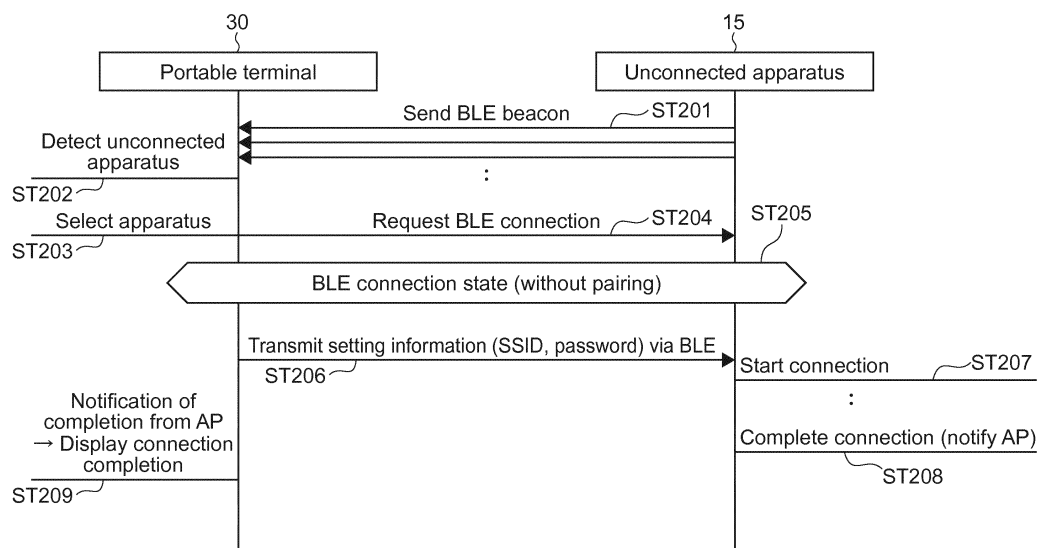 30
15
Portable terminal
Unconnected apparatus
Send BLE beacon
ST201
Detect unconnected
apparatus
:
ST202
Select apparatus
Request BLE connection
ST204
ST205
ST203
BLE connection state (without pairing)
Transmit setting information (SSID, password) via BLE
ST206
Start connection
ST207
:
Notification of
completion from AP
→ Display connection
completion
Complete connection (notify AP)
ST208
ST209